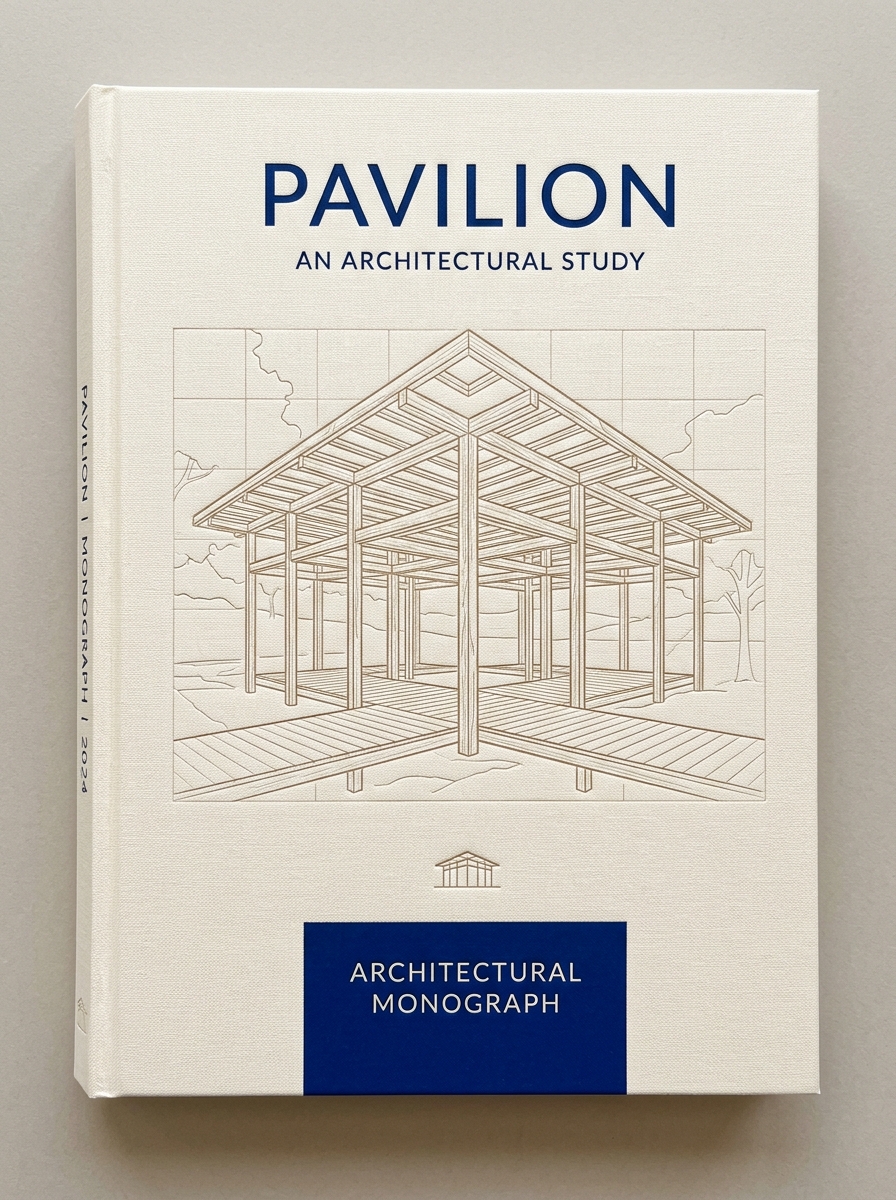 PAVILION
AN ARCHITECTURAL STUDY
ARCHITECTURAL
MONOGRAPH
PAVILION | MONOGRAPH | 2024